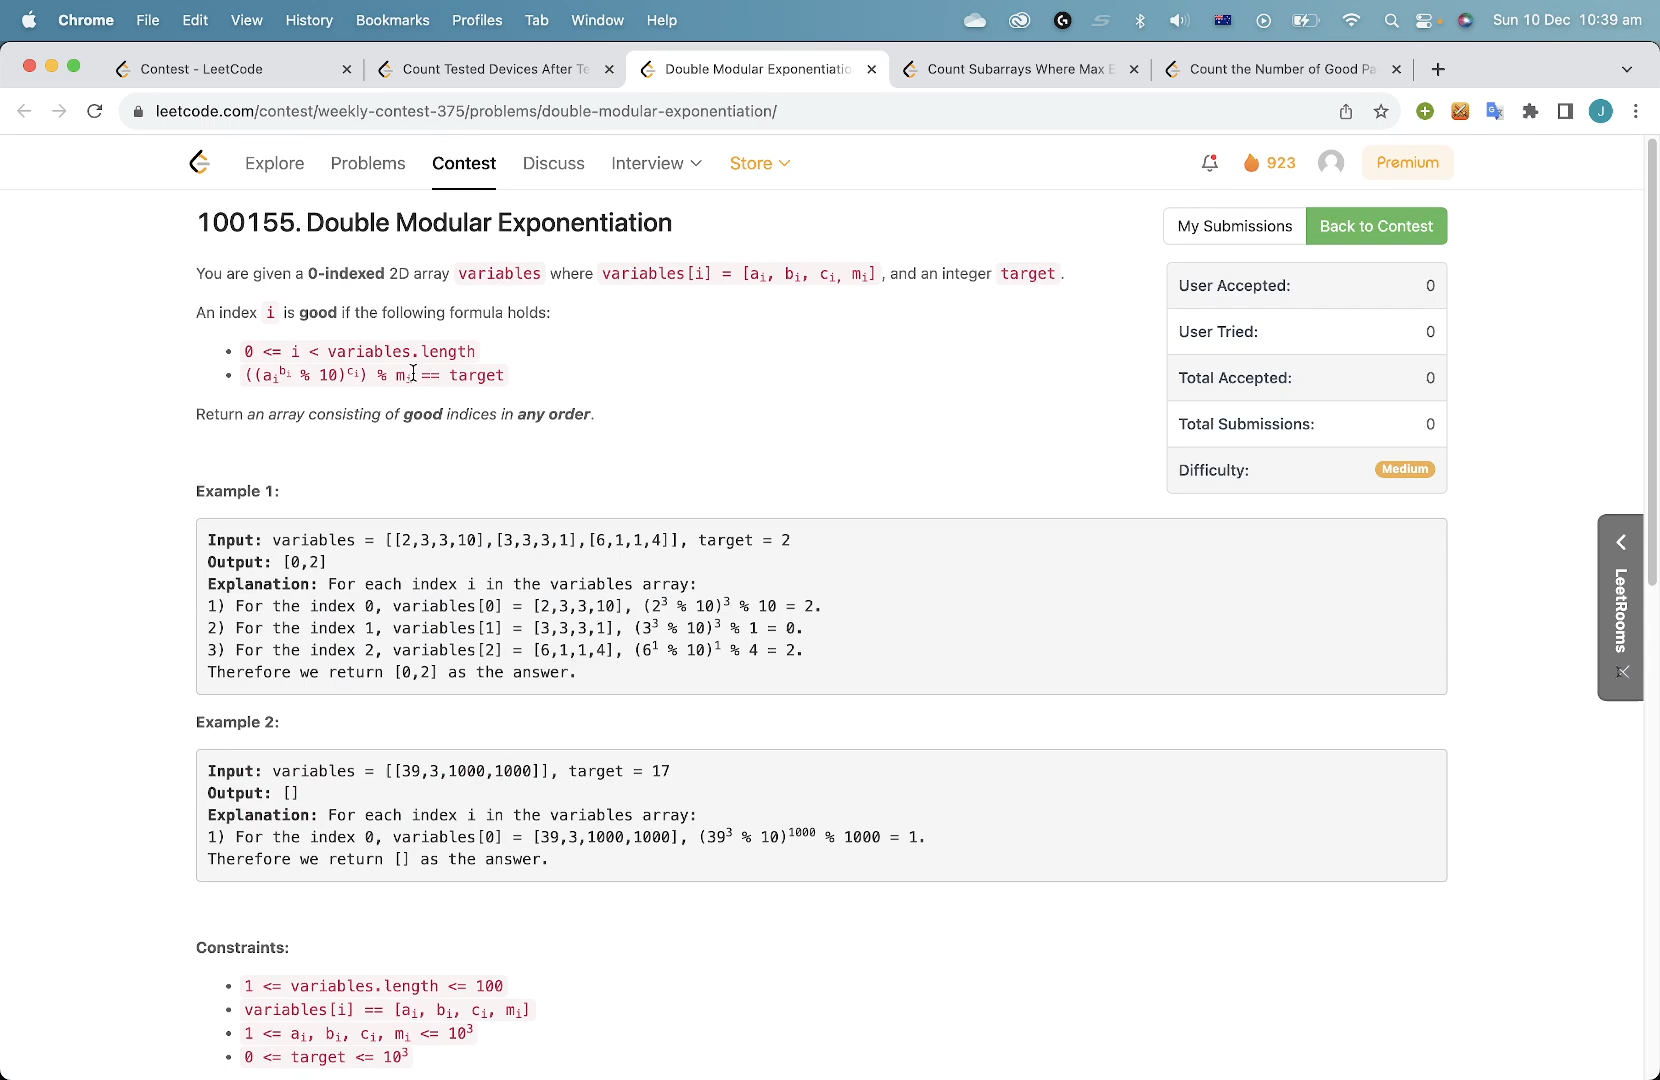 Chrome File Edit View History Bookmarks Profiles Tab Window Help Sun 10 Dec 10:39 am
Contest - LeetCode Count Tested Devices After Te Double Modular Exponentiatio Count Subarrays Where Max E Count the Number of Good Pa
leetcode.com/contest/weekly-contest-375/problems/double-modular-exponentiation/ J
Explore Problems Contest Discuss Interview Store 923 Premium
100155. Double Modular Exponentiation
My Submissions Back to Contest
You are given a 0-indexed 2D array variables where variables[i] = [aᵢ, bᵢ, cᵢ, mᵢ], and an integer target.
An index i is good if the following formula holds:
• 0 <= i < variables.length
• ((aᵢᵇⁱ % 10)ᶜⁱ) % mᵢ == target
Return an array consisting of good indices in any order.
User Accepted: 0
User Tried: 0
Total Accepted: 0
Total Submissions: 0
Difficulty: Medium
Example 1:
Input: variables = [[2,3,3,10],[3,3,3,1],[6,1,1,4]], target = 2
Output: [0,2]
Explanation: For each index i in the variables array:
1) For the index 0, variables[0] = [2,3,3,10], (2³ % 10)³ % 10 = 2.
2) For the index 1, variables[1] = [3,3,3,1], (3³ % 10)³ % 1 = 0.
3) For the index 2, variables[2] = [6,1,1,4], (6¹ % 10)¹ % 4 = 2.
Therefore we return [0,2] as the answer.
LeetRooms
Example 2:
Input: variables = [[39,3,1000,1000]], target = 17
Output: []
Explanation: For each index i in the variables array:
1) For the index 0, variables[0] = [39,3,1000,1000], (39³ % 10)¹⁰⁰⁰ % 1000 = 1.
Therefore we return [] as the answer.
Constraints:
• 1 <= variables.length <= 100
• variables[i] == [aᵢ, bᵢ, cᵢ, mᵢ]
• 1 <= aᵢ, bᵢ, cᵢ, mᵢ <= 10³
• 0 <= target <= 10³